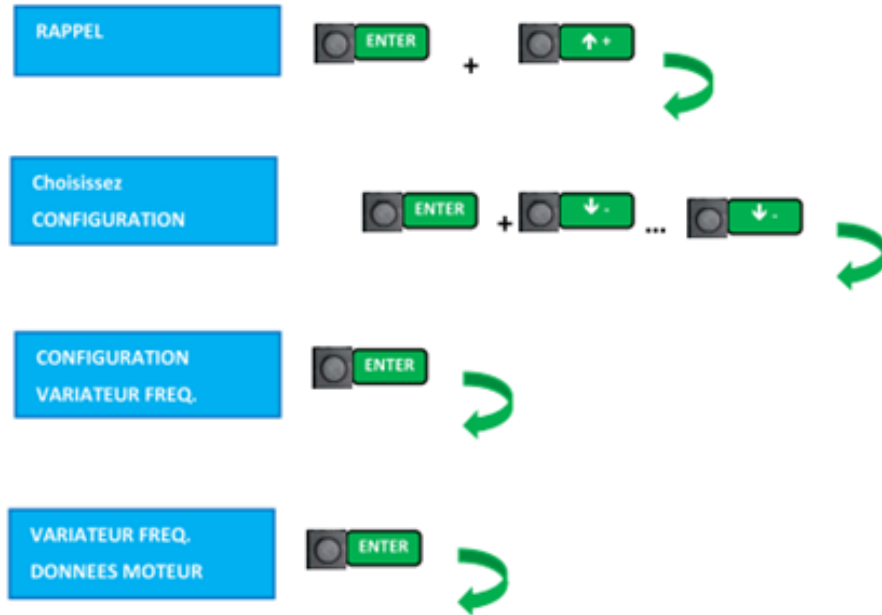 RAPPEL
ENTER
+
↑ +
Choisissez
CONFIGURATION
ENTER
+
↓ -
...
↓ -
CONFIGURATION
VARIATEUR FREQ.
ENTER
VARIATEUR FREQ.
DONNEES MOTEUR
ENTER